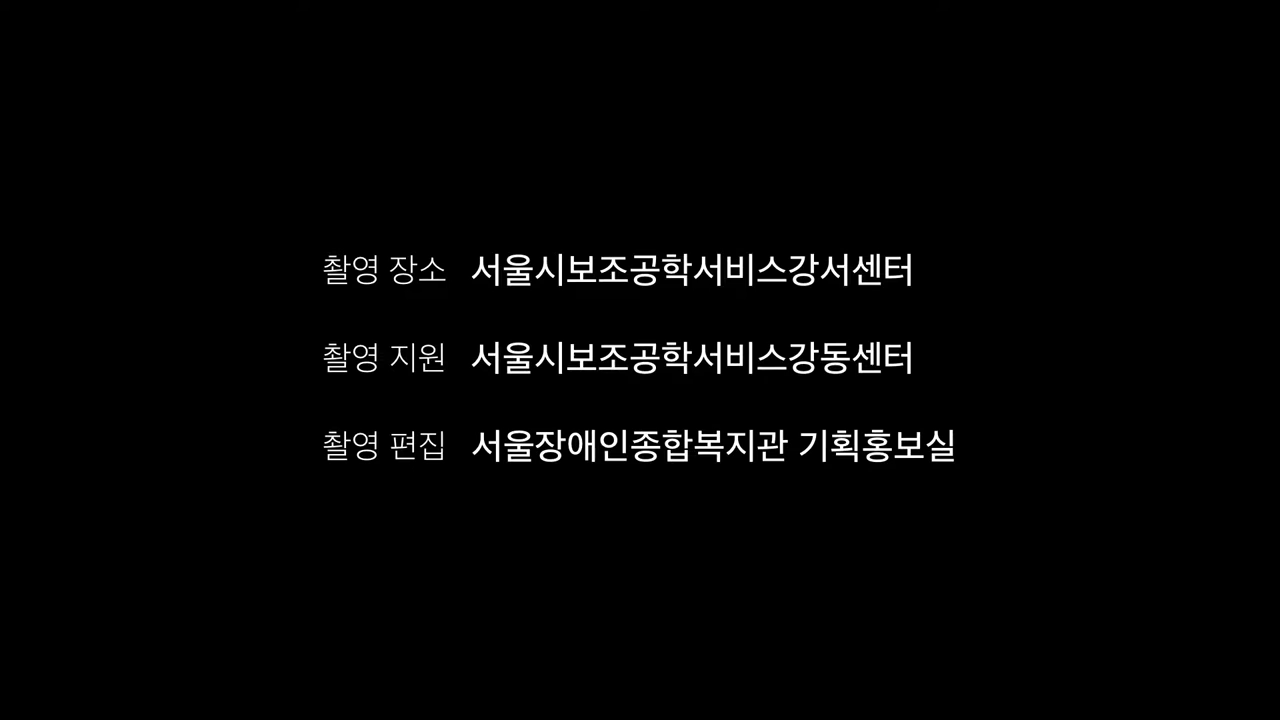 촬영 장소 서울시보조공학서비스강서센터
촬영 지원 서울시보조공학서비스강동센터
촬영 편집 서울장애인종합복지관 기획홍보실